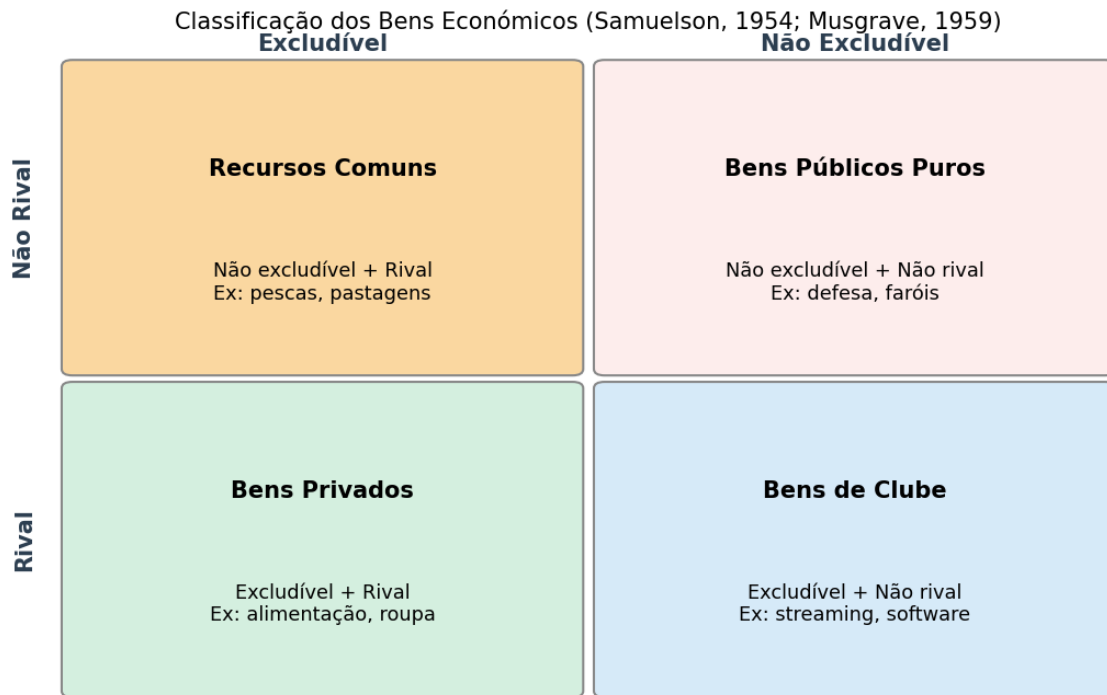 Classificação dos Bens Económicos (Samuelson, 1954; Musgrave, 1959)
Excludível
Não Excludível
Não Rival
Recursos Comuns
Não excludível + Rival
Ex: pescas, pastagens
Bens Públicos Puros
Não excludível + Não rival
Ex: defesa, faróis
Rival
Bens Privados
Excludível + Rival
Ex: alimentação, roupa
Bens de Clube
Excludível + Não rival
Ex: streaming, software